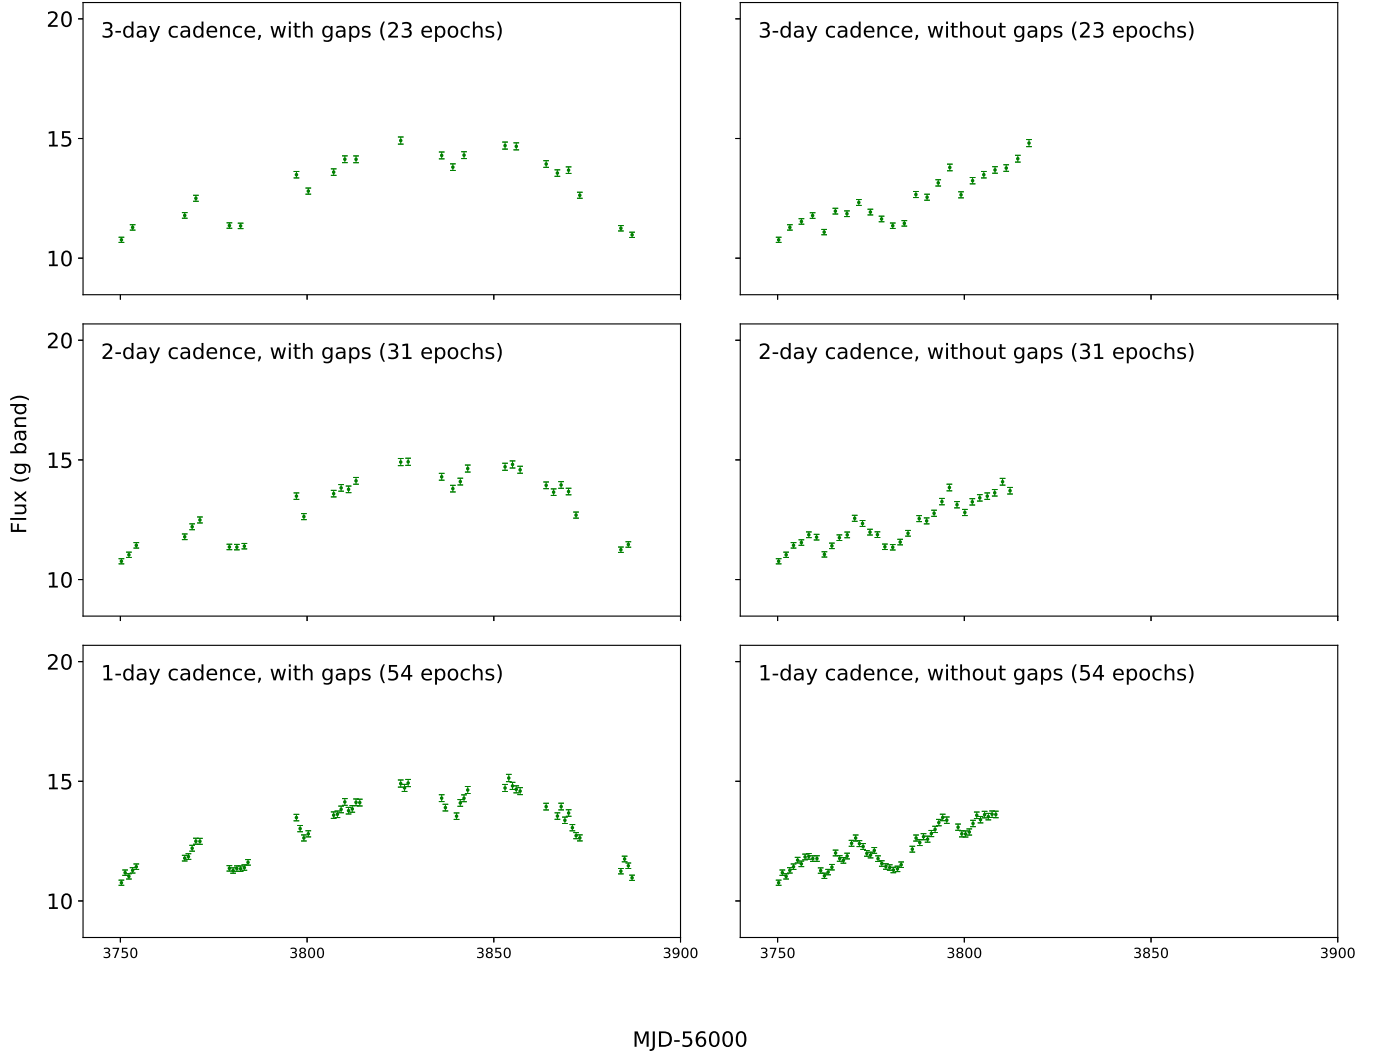 3-day cadence, with gaps (23 epochs)
3-day cadence, without gaps (23 epochs)
20
15
10
2-day cadence, with gaps (31 epochs)
2-day cadence, without gaps (31 epochs)
20
15
10
Flux (g band)
1-day cadence, with gaps (54 epochs)
1-day cadence, without gaps (54 epochs)
20
15
10
3750 3800 3850 3900
3750 3800 3850 3900
MJD-56000